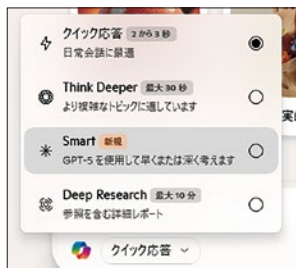 クイック応答 2 から 3 秒
日常会話に最適
Think Deeper 最大 30 秒
より複雑なトピックに適しています
Smart 新規
GPT-5 を使用して早くまたは深く考えます
Deep Research 最大 10 分
参照を含む詳細レポート
実
クイック応答